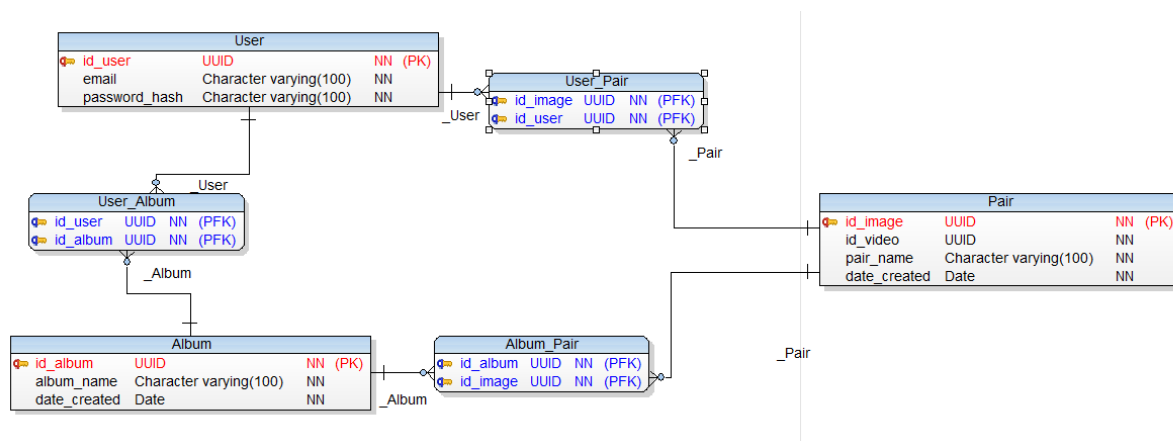 User
id_user UUID NN (PK)
email Character varying(100) NN
password_hash Character varying(100) NN
_User
User_Pair
id_image UUID NN (PFK)
id_user UUID NN (PFK)
_Pair
_User
User_Album
id_user UUID NN (PFK)
id_album UUID NN (PFK)
_Album
Pair
id_image UUID NN (PK)
id_video UUID NN
pair_name Character varying(100) NN
date_created Date NN
Album
id_album UUID NN (PK)
album_name Character varying(100) NN
date_created Date NN
_Album
Album_Pair
id_album UUID NN (PFK)
id_image UUID NN (PFK)
_Pair